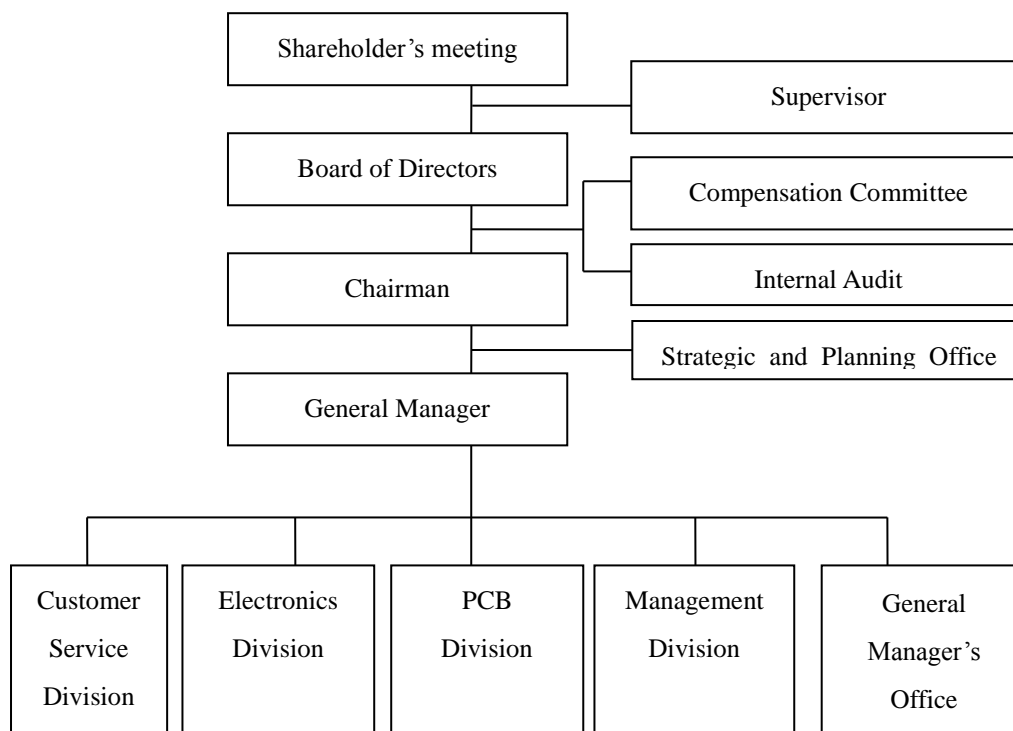 Shareholder’s meeting
Supervisor
Board of Directors
Compensation Committee
Internal Audit
Chairman
Strategic and Planning Office
General Manager
Customer
Service
Division
Electronics
Division
PCB
Division
Management
Division
General
Manager’s
Office